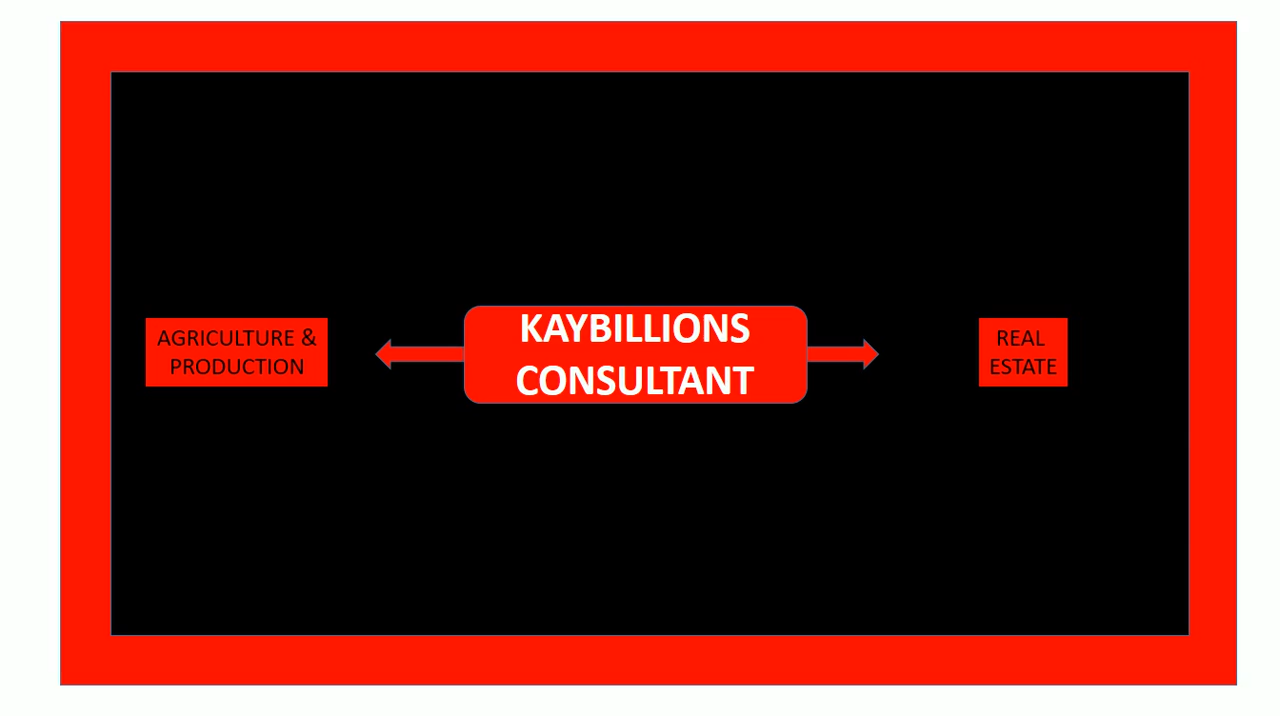 AGRICULTURE &
PRODUCTION
KAYBILLIONS
CONSULTANT
REAL
ESTATE